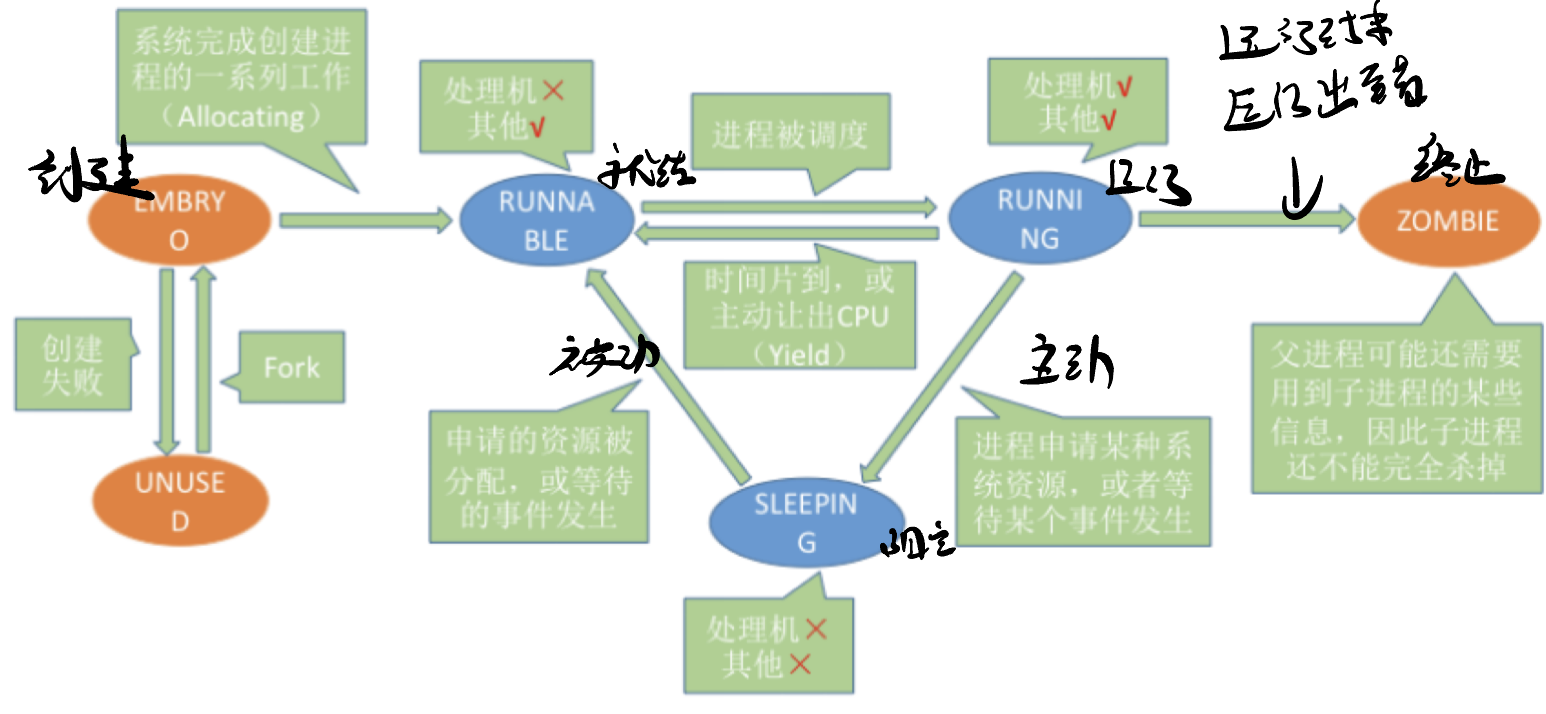 系统完成创建进
程的一系列工作
（Allocating）
处理机×
其他√
进程被调度
处理机√
其他√
运行结束
运行出
创建
EMBRY
O
RUNNA
BLE
就绪
RUNNI
NG
运行
终止
ZOMBIE
创建
失败
Fork
时间片到，或
主动让出CPU
（Yield）
被动
主动
UNUSE
D
申请的资源被
分配，或等待
的事件发生
进程申请某种系
统资源，或者等
待某个事件发生
父进程可能还需要
用到子进程的某些
信息，因此子进程
还不能完全杀掉
SLEEPIN
G
阻塞
处理机×
其他×